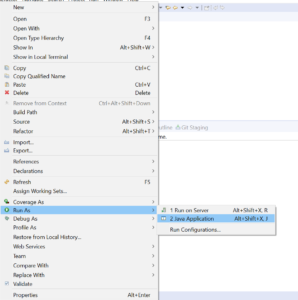 New
Open F3
Open With
Open Type Hierarchy F4
Show In Alt+Shift+W
Show in Local Terminal
Copy Ctrl+C
Copy Qualified Name
Paste Ctrl+V
Delete Delete
Remove from Context Ctrl+Alt+Shift+Down
Build Path
Source Alt+Shift+S
Refactor Alt+Shift+T
Import...
Export...
References
Declarations
Refresh F5
Assign Working Sets...
Coverage As
Run As
Debug As
Profile As
Restore from Local History...
Web Services
Team
Compare With
Replace With
Validate
Properties Alt+Enter
Git Staging
1 Run on Server Alt+Shift+X, R
2 Java Application Alt+Shift+X, J
Run Configurations...